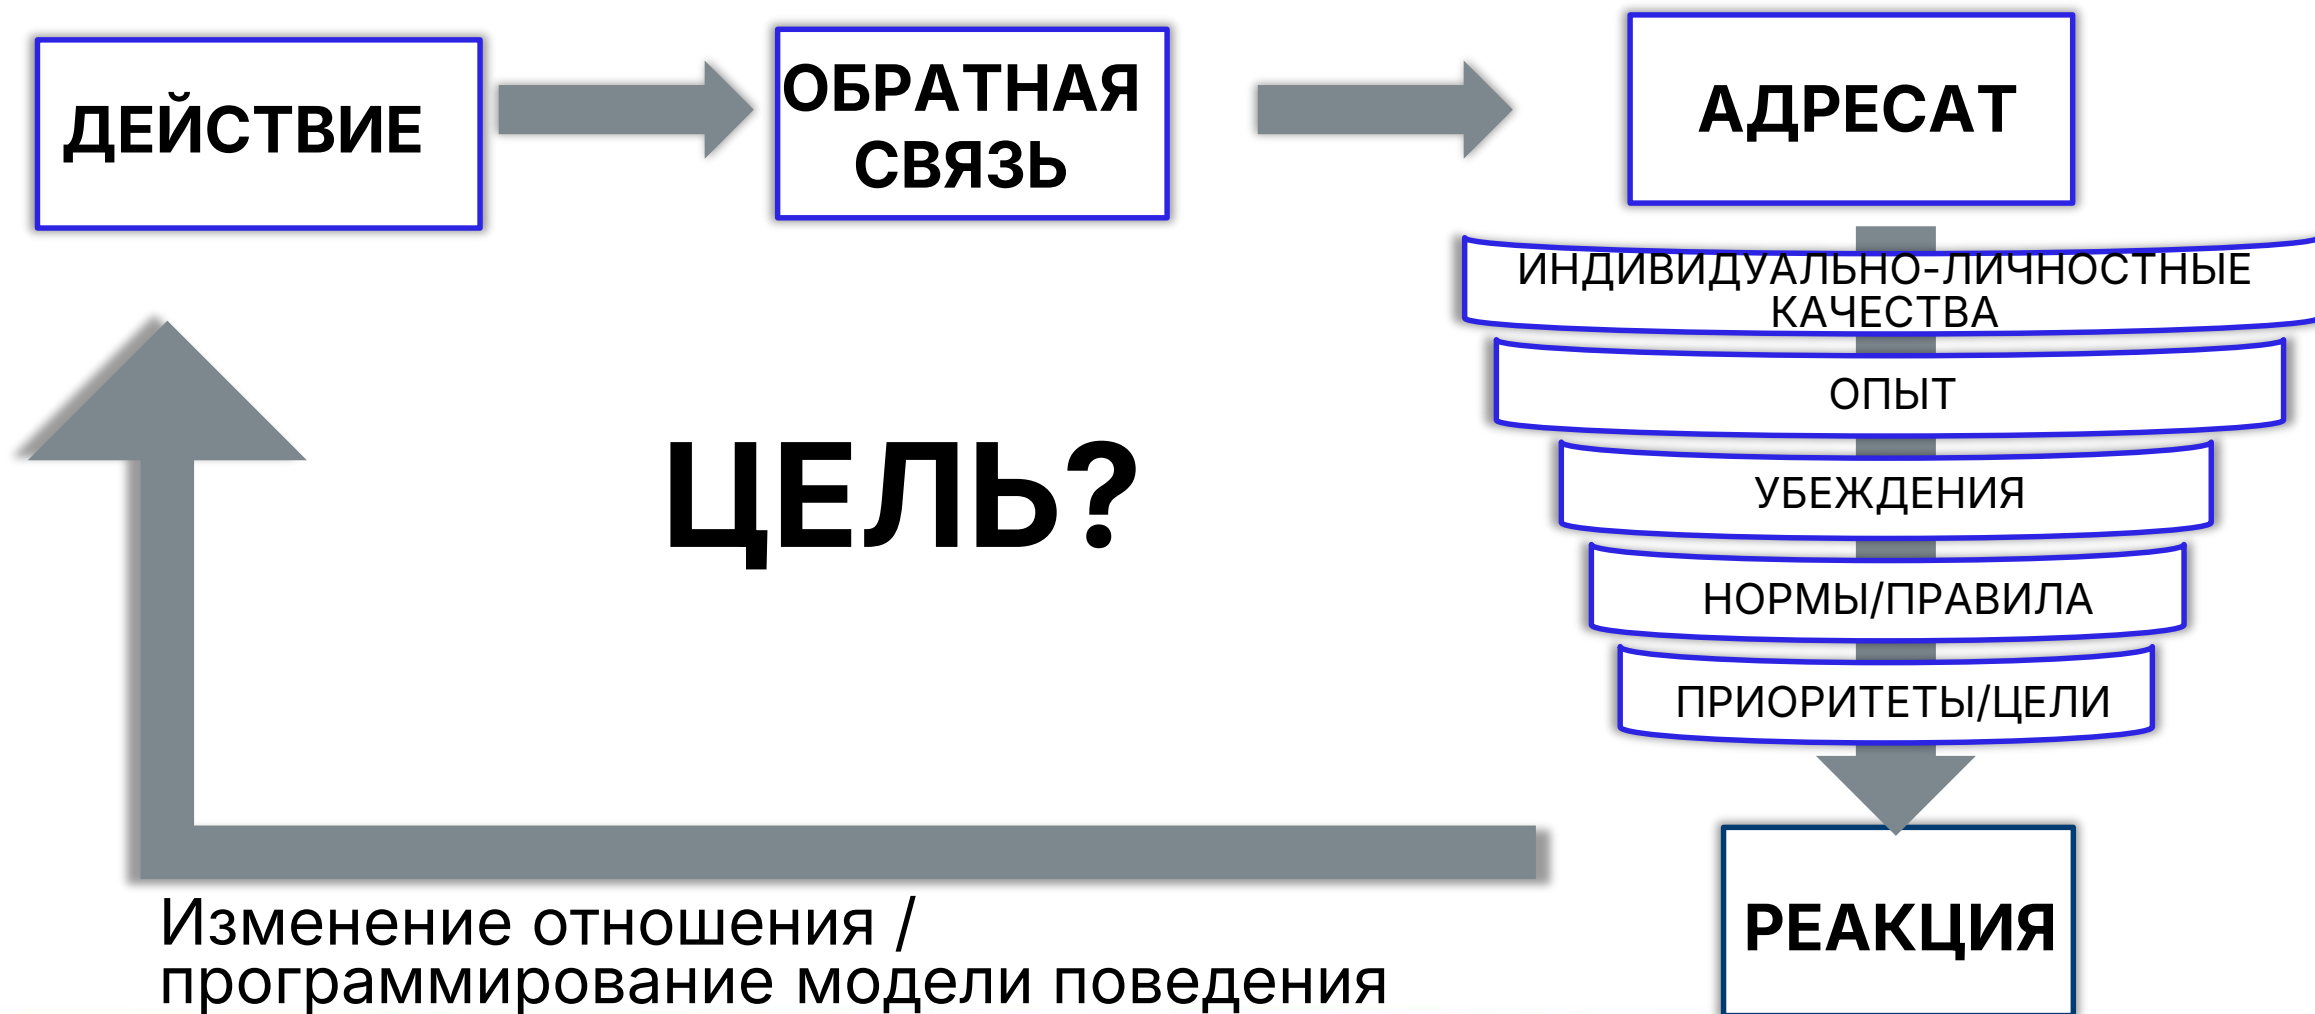 ДЕЙСТВИЕ
ОБРАТНАЯ
СВЯЗЬ
АДРЕСАТ
ИНДИВИДУАЛЬНО-ЛИЧНОСТНЫЕ
КАЧЕСТВА
ОПЫТ
УБЕЖДЕНИЯ
НОРМЫ/ПРАВИЛА
ПРИОРИТЕТЫ/ЦЕЛИ
ЦЕЛЬ?
РЕАКЦИЯ
Изменение отношения /
программирование модели поведения